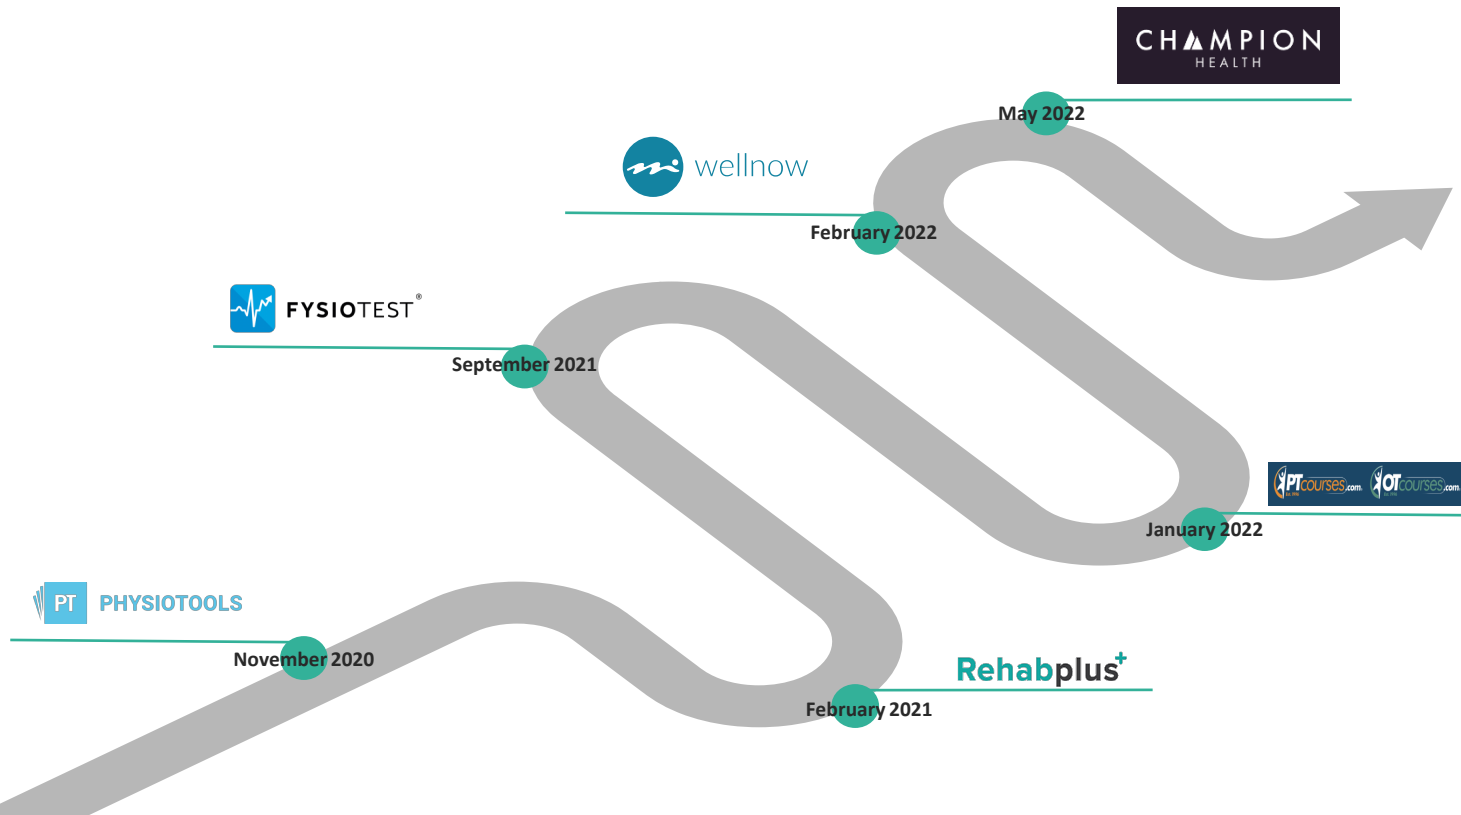 CHAMPION
HEALTH
May 2022
wellnow
February 2022
FYSIOTEST®
September 2021
PTcourses.com
OTcourses.com
January 2022
PT PHYSIOTOOLS
November 2020
Rehabplus+
February 2021